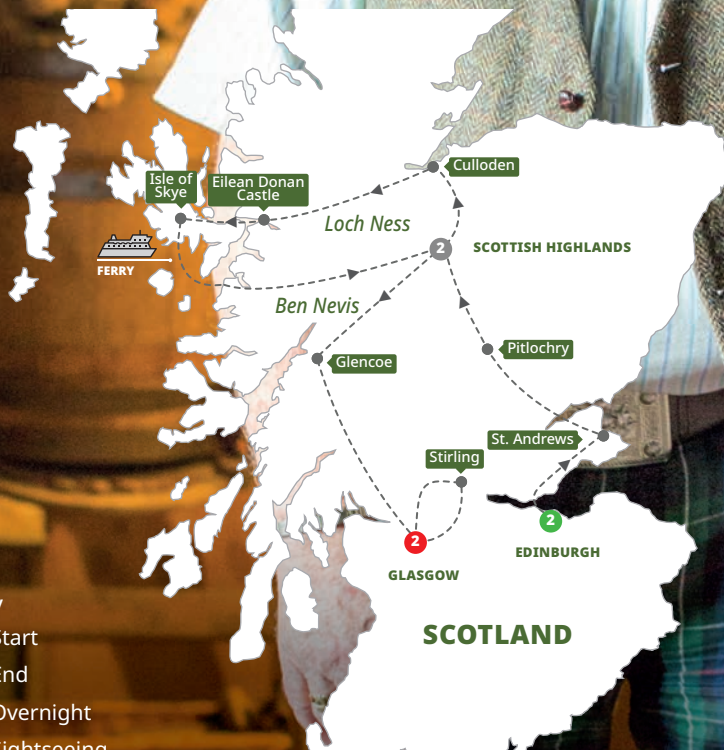 Culloden
Isle of
Skye
Eilean Donan
Castle
Loch Ness
2
SCOTTISH HIGHLANDS
FERRY
Ben Nevis
Pitlochry
Glencoe
St. Andrews
Stirling
2
EDINBURGH
2
GLASGOW
SCOTLAND
Start
End
Overnight
Sightseeing